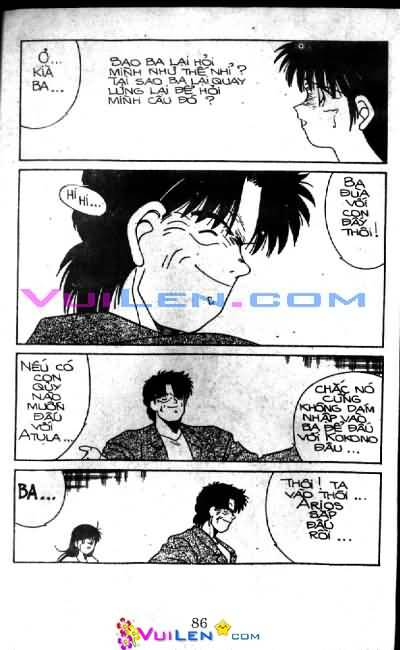 Ở...
KÌA
BA...
BAO BA LẠI HỎI
MÌNH NHƯ THẾ NHỈ ?
TẠI SAO BA LẠI QUAY
LƯNG LẠI ĐỂ HỎI
MÌNH CÂU ĐÓ ?
HÍ
HI...
BA
ĐÙA
VỚI
CON
ĐẤY
THÔI!
VUILEN.COM
NẾU CÓ
CON
QUỶ
NÀO
MUỐN
ĐẤU
VỚI
ATULA...
CHẮC NÓ
CŨNG
KHÔNG DÁM
NHẬP VÀO
BA ĐỂ ĐẤU
VỚI KOKONO
ĐÂU...
BA...
THÔI! TA
VÀO THÔI...
ARIOS
SẮP
ĐẤU
RỒI...
86
VUILEN.COM